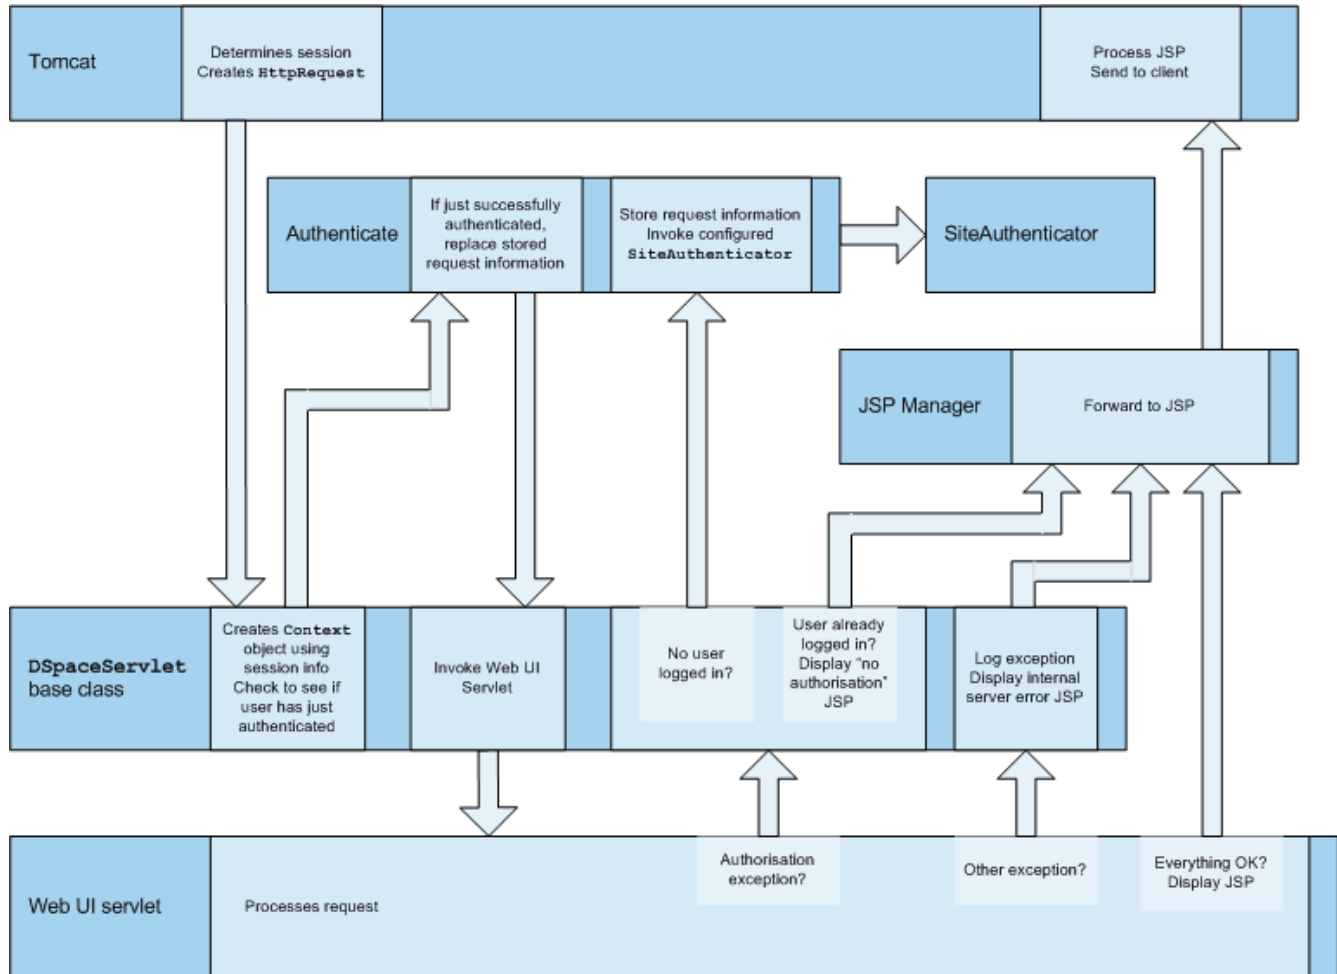 Tomcat
Determines session
Creates HttpRequest
Process JSP
Send to client
Authenticate
If just successfully
authenticated,
replace stored
request information
Store request information
Invoke configured
SiteAuthenticator
SiteAuthenticator
JSP Manager
Forward to JSP
DSpaceServlet
base class
Creates Context
object using
session info
Check to see if
user has just
authenticated
Invoke Web UI
Servlet
No user
logged in?
User already
logged in?
Display "no
authorisation"
JSP
Log exception
Display internal
server error JSP
Web UI servlet
Processes request
Authorisation
exception?
Other exception?
Everything OK?
Display JSP